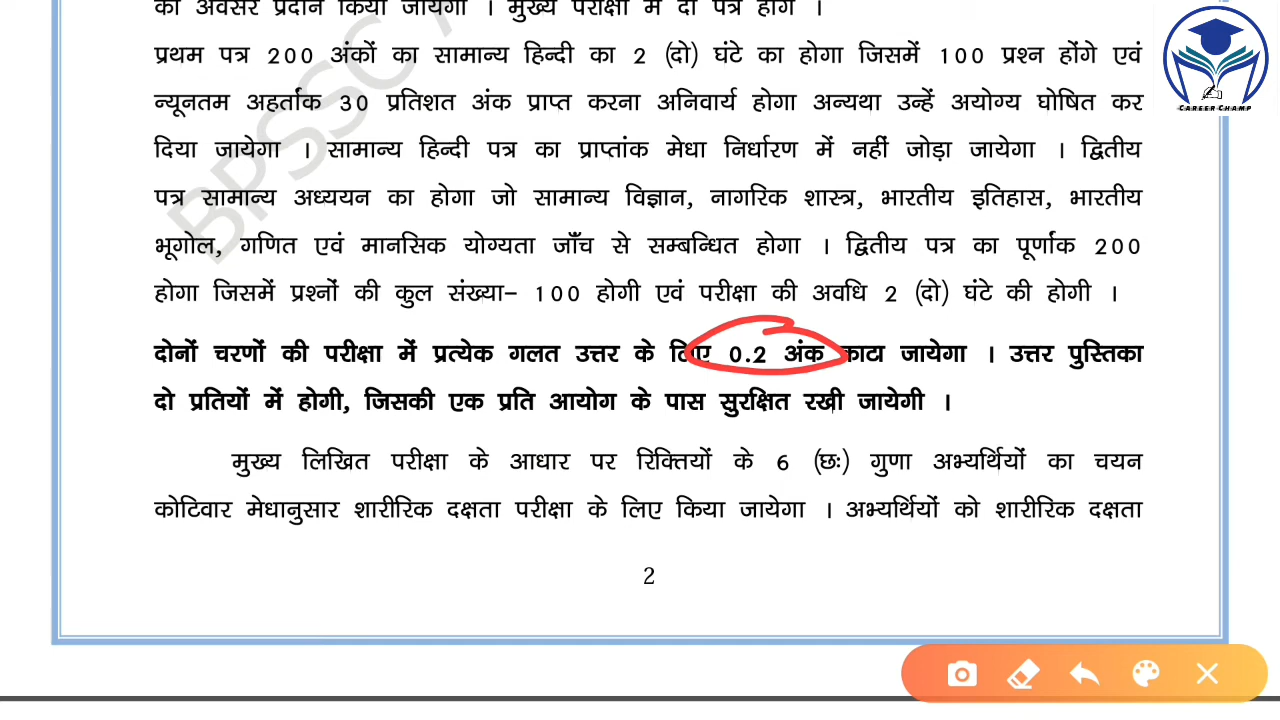 का अवसर प्रदान किया जायेगा । मुख्य परीक्षा में दो पत्र होंगे ।
प्रथम पत्र 200 अंकों का सामान्य हिन्दी का 2 (दो) घंटे का होगा जिसमें 100 प्रश्न होंगे एवं
न्यूनतम अहर्तांक 30 प्रतिशत अंक प्राप्त करना अनिवार्य होगा अन्यथा उन्हें अयोग्य घोषित कर
दिया जायेगा । सामान्य हिन्दी पत्र का प्राप्तांक मेधा निर्धारण में नहीं जोड़ा जायेगा । द्वितीय
पत्र सामान्य अध्ययन का होगा जो सामान्य विज्ञान, नागरिक शास्त्र, भारतीय इतिहास, भारतीय
भूगोल, गणित एवं मानसिक योग्यता जाँच से सम्बन्धित होगा । द्वितीय पत्र का पूर्णांक 200
होगा जिसमें प्रश्नों की कुल संख्या- 100 होगी एवं परीक्षा की अवधि 2 (दो) घंटे की होगी ।
दोनों चरणों की परीक्षा में प्रत्येक गलत उत्तर के लिए 0.2 अंक काटा जायेगा । उत्तर पुस्तिका
दो प्रतियों में होगी, जिसकी एक प्रति आयोग के पास सुरक्षित रखी जायेगी ।
मुख्य लिखित परीक्षा के आधार पर रिक्तियों के 6 (छः) गुणा अभ्यर्थियों का चयन
कोटिवार मेधानुसार शारीरिक दक्षता परीक्षा के लिए किया जायेगा । अभ्यर्थियों को शारीरिक दक्षता
2
BPSSC
CAREER CHAMP